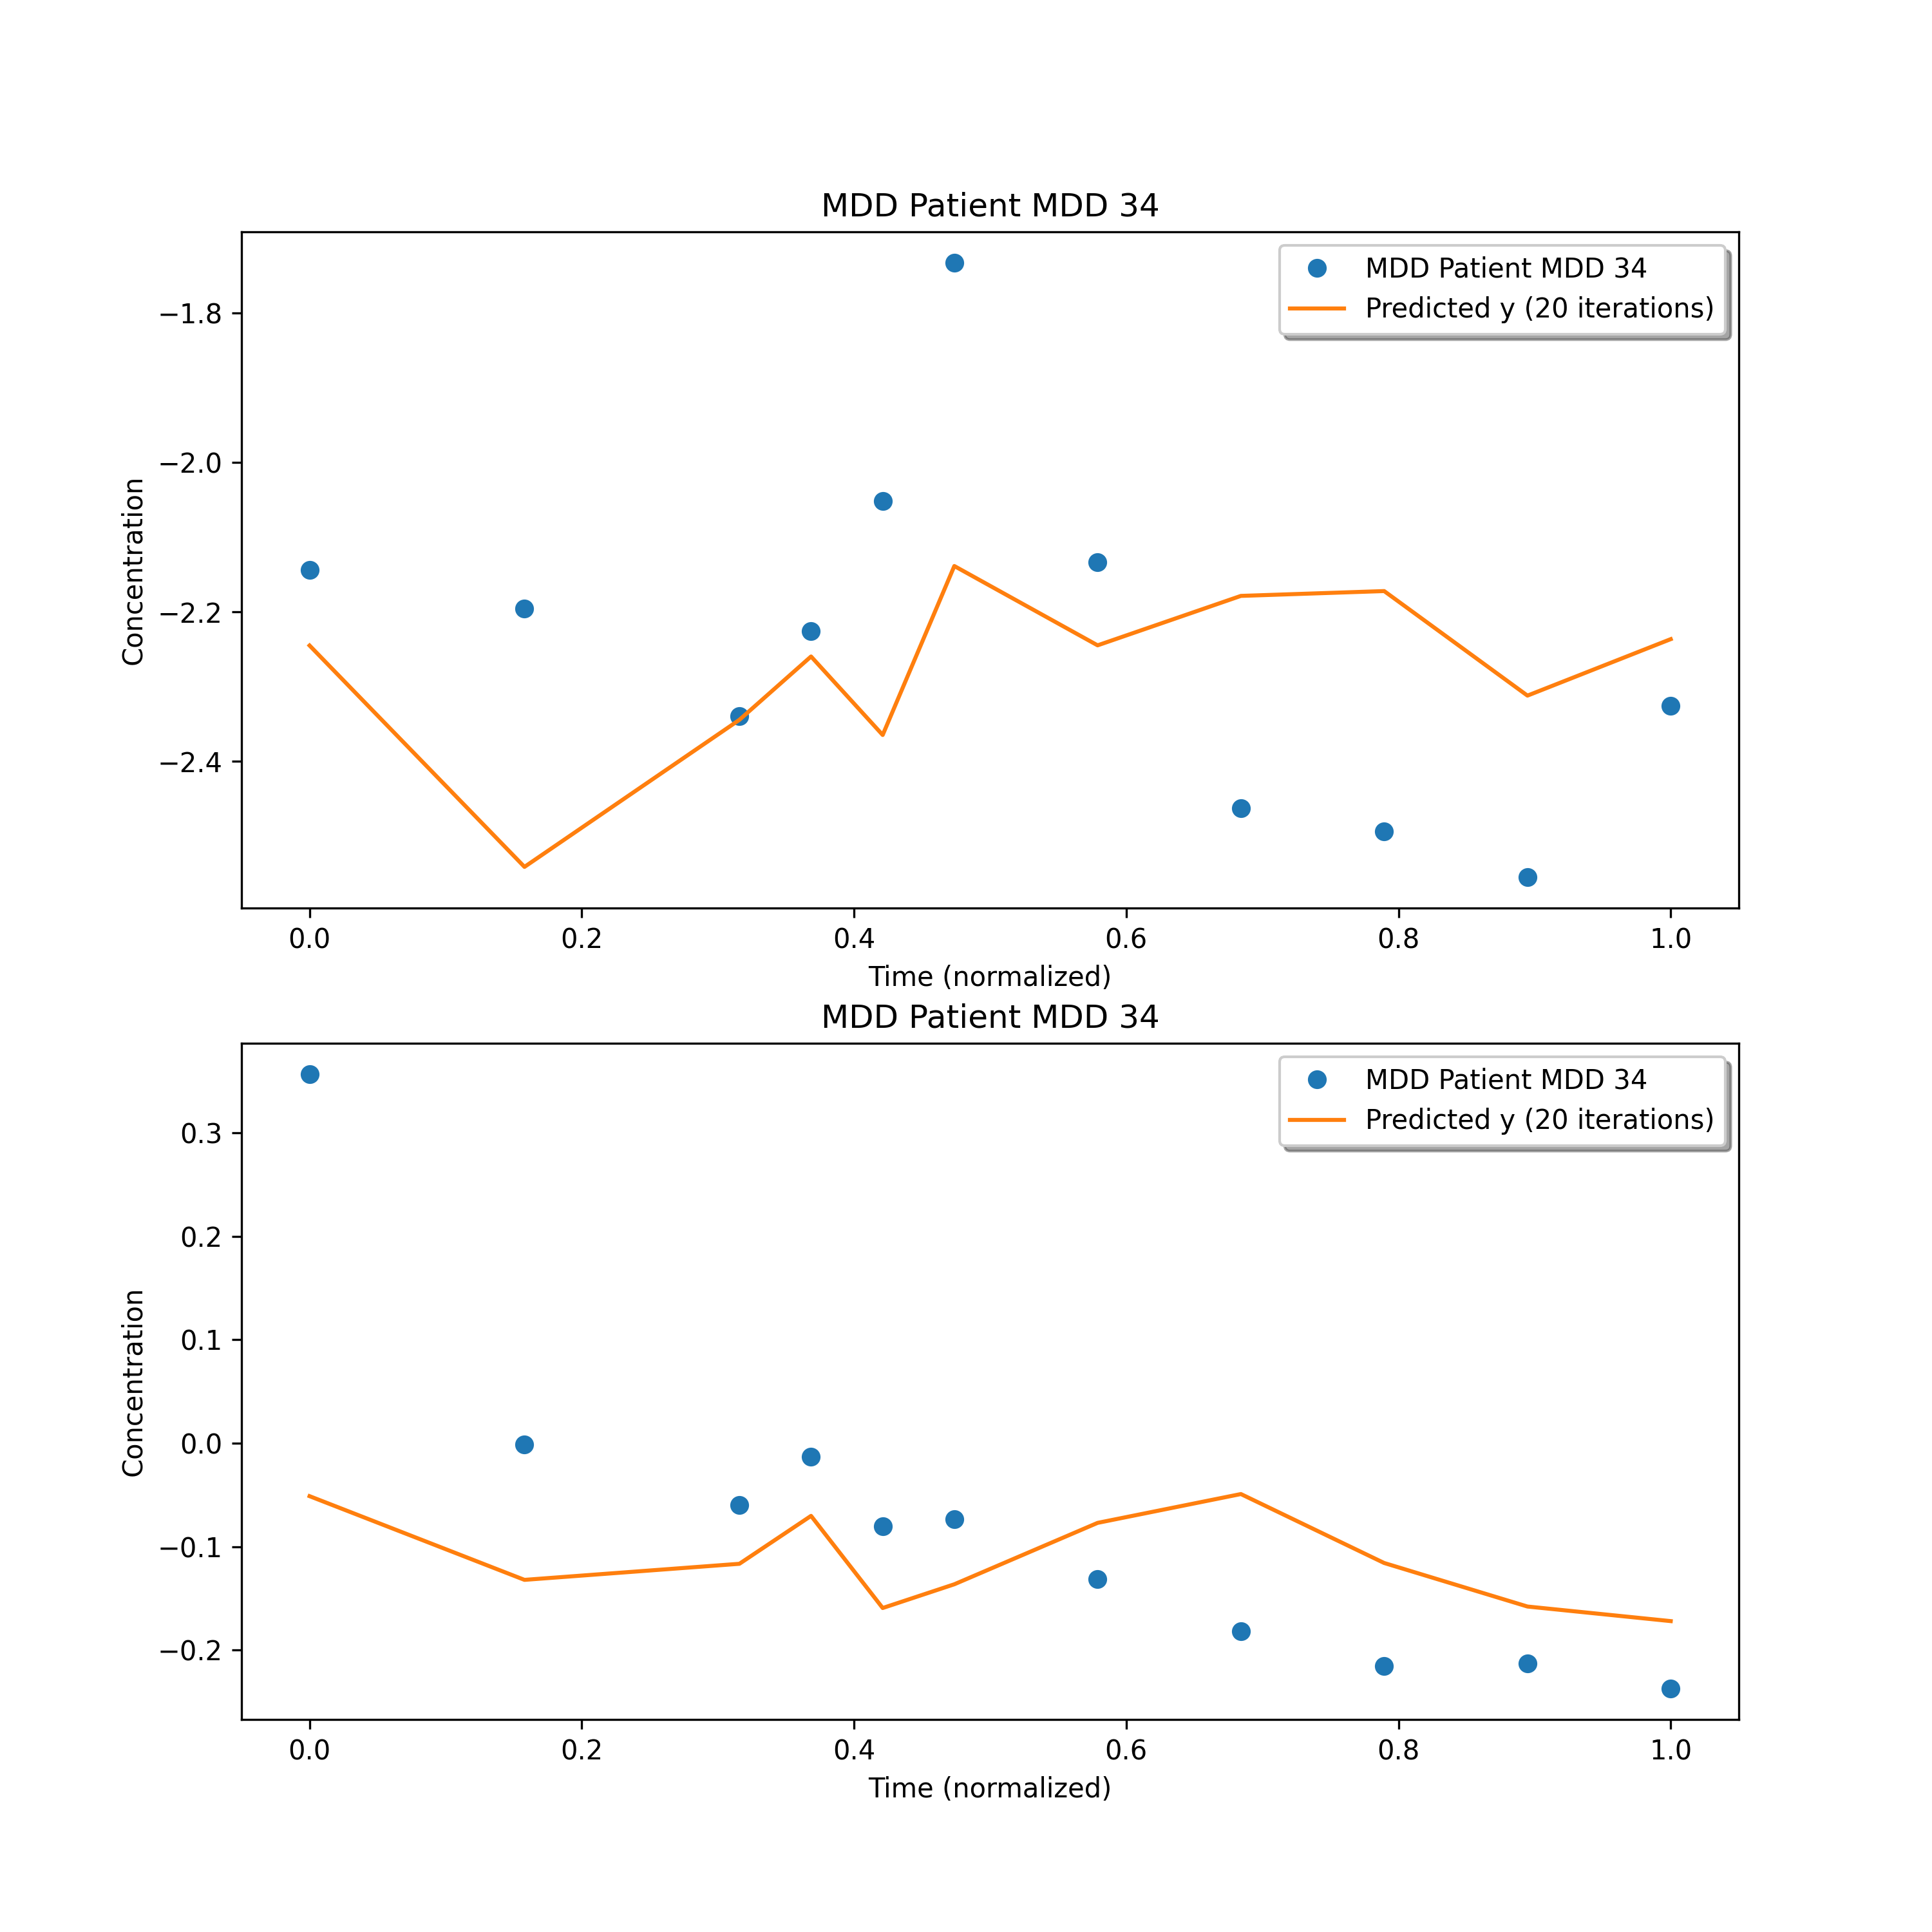 MDD Patient MDD 34
MDD Patient MDD 34
Predicted y (20 iterations)
−1.8
−2.0
−2.2
−2.4
Concentration
0.0 0.2 0.4 0.6 0.8 1.0
Time (normalized)
MDD Patient MDD 34
MDD Patient MDD 34
Predicted y (20 iterations)
0.3
0.2
0.1
0.0
−0.1
−0.2
Concentration
0.0 0.2 0.4 0.6 0.8 1.0
Time (normalized)